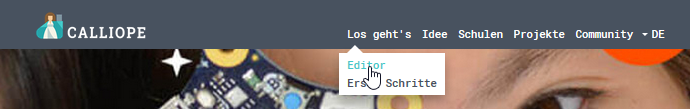 CALLIOPE
Los geht's Idee Schulen Projekte Community DE
Editor
Schritte